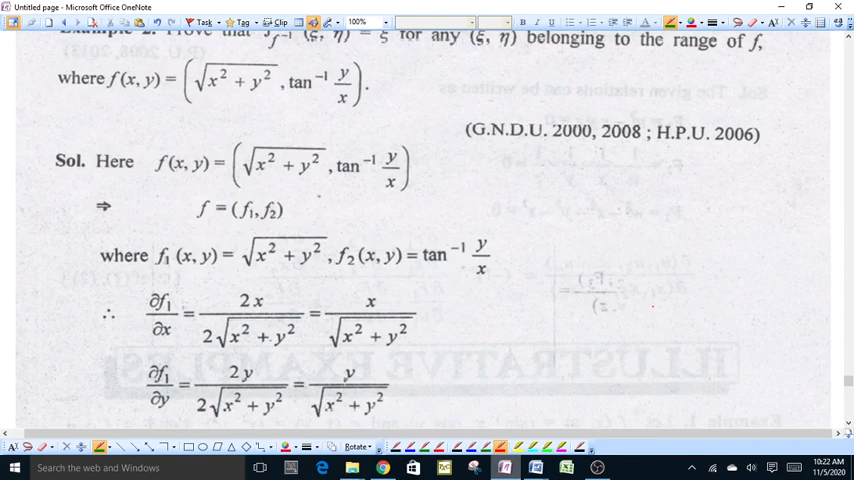 Untitled page - Microsoft OneNote
Task Tag Clip 100%
Example 2. Prove that J f⁻¹ (ξ, η) = ξ for any (ξ, η) belonging to the range of f,
where f(x, y) = (√(x² + y²), tan⁻¹ y/x).
(G.N.D.U. 2000, 2008 ; H.P.U. 2006)
Sol. Here f(x, y) = (√(x² + y²), tan⁻¹ y/x)
⇒ f = (f₁, f₂)
where f₁ (x, y) = √(x² + y²), f₂(x, y) = tan⁻¹ y/x
∴ ∂f₁/∂x = 2x/(2√(x² + y²)) = x/√(x² + y²)
∂f₁/∂y = 2y/(2√(x² + y²)) = y/√(x² + y²)
Rotate
Search the web and Windows
10:22 AM
11/5/2020